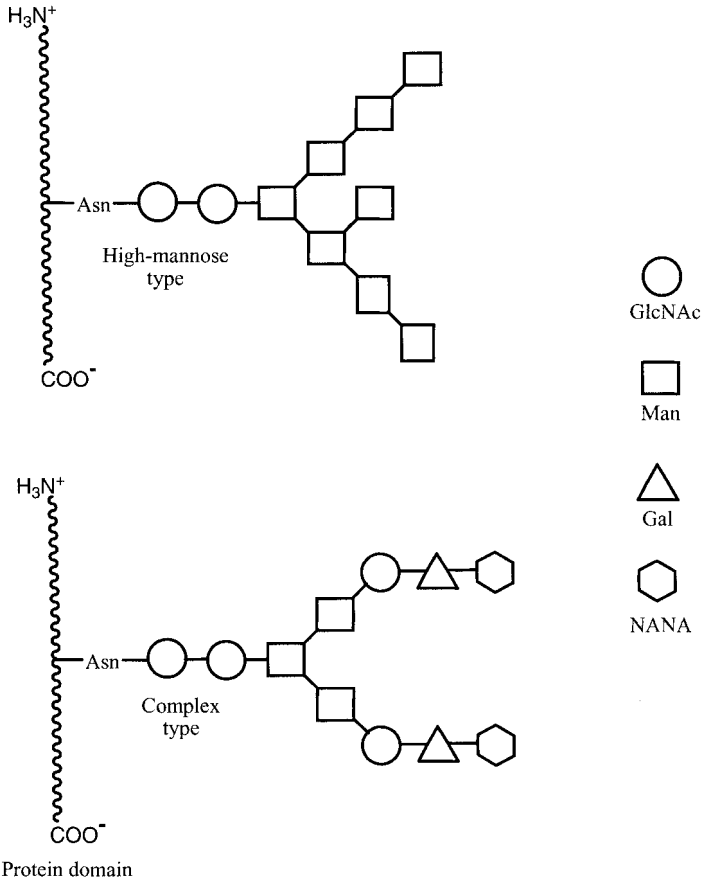 H₃N⁺
Asn
High-mannose
type
COO⁻
GlcNAc
Man
Gal
NANA
H₃N⁺
Asn
Complex
type
COO⁻
Protein domain